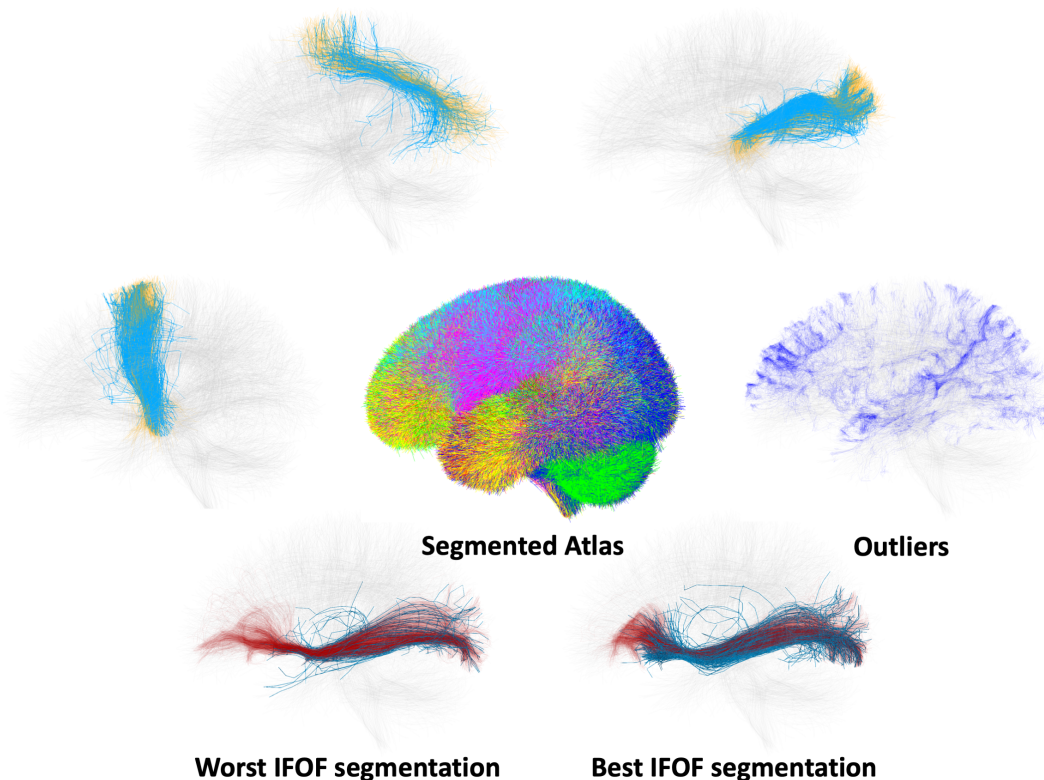 Segmented Atlas
Outliers
Worst IFOF segmentation
Best IFOF segmentation